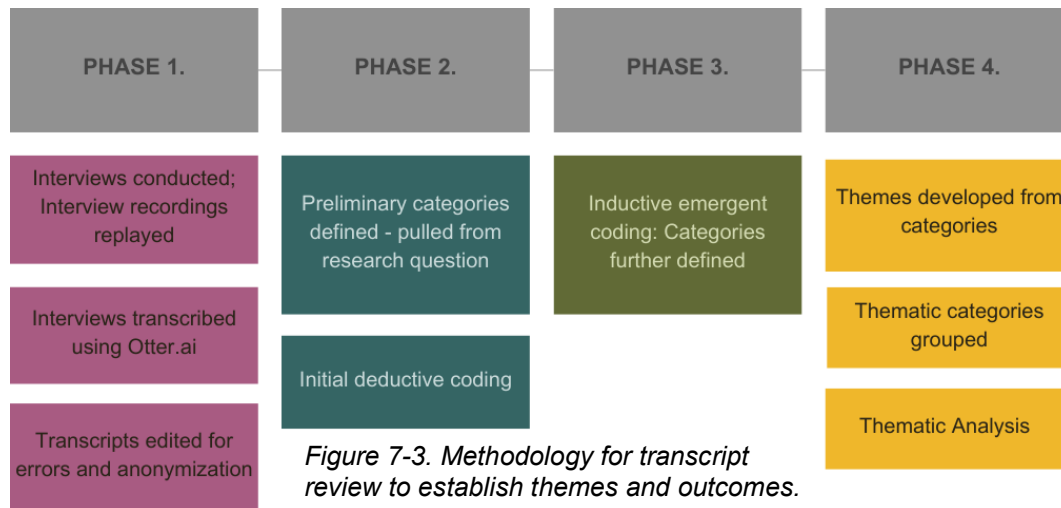 PHASE 1.
PHASE 2.
PHASE 3.
PHASE 4.
Interviews conducted;
Interview recordings
replayed
Interviews transcribed
using Otter.ai
Transcripts edited for
errors and anonymization
Preliminary categories
defined - pulled from
research question
Initial deductive coding
Inductive emergent
coding: Categories
further defined
Themes developed from
categories
Thematic categories
grouped
Thematic Analysis
Figure 7-3. Methodology for transcript
review to establish themes and outcomes.